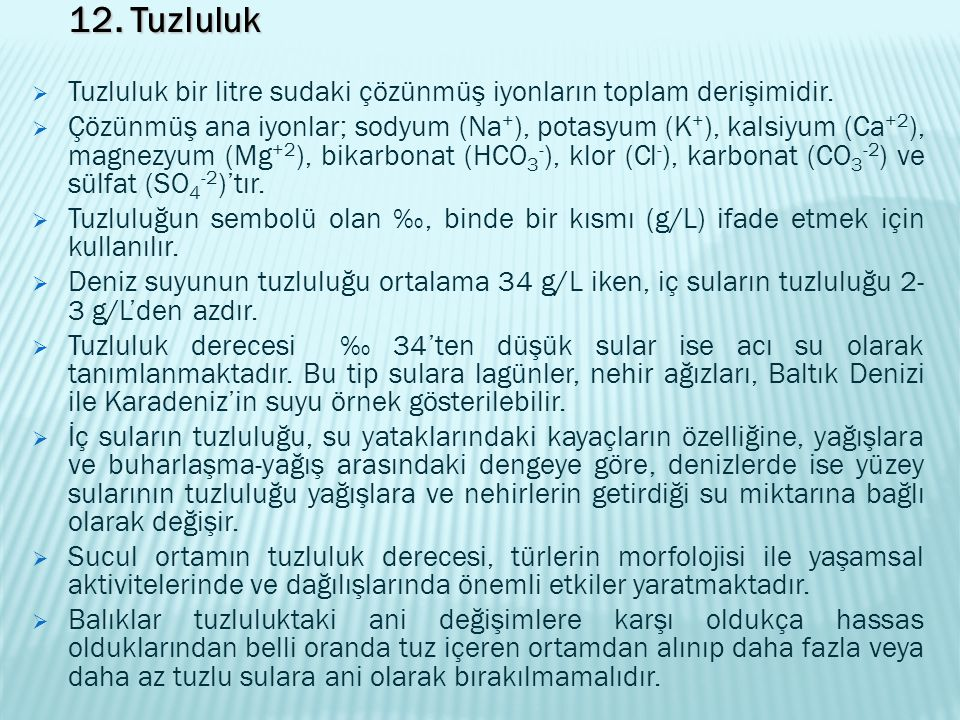 12. Tuzluluk
➢ Tuzluluk bir litre sudaki çözünmüş iyonların toplam derişimidir.
➢ Çözünmüş ana iyonlar; sodyum (Na⁺), potasyum (K⁺), kalsiyum (Ca⁺²),
magnezyum (Mg⁺²), bikarbonat (HCO₃⁻), klor (Cl⁻), karbonat (CO₃⁻²) ve
sülfat (SO₄⁻²)’tır.
➢ Tuzluluğun sembolü olan ‰, binde bir kısmı (g/L) ifade etmek için
kullanılır.
➢ Deniz suyunun tuzluluğu ortalama 34 g/L iken, iç suların tuzluluğu 2-
3 g/L’den azdır.
➢ Tuzluluk derecesi ‰ 34’ten düşük sular ise acı su olarak
tanımlanmaktadır. Bu tip sulara lagünler, nehir ağızları, Baltık Denizi
ile Karadeniz’in suyu örnek gösterilebilir.
➢ İç suların tuzluluğu, su yataklarındaki kayaçların özelliğine, yağışlara
ve buharlaşma-yağış arasındaki dengeye göre, denizlerde ise yüzey
sularının tuzluluğu yağışlara ve nehirlerin getirdiği su miktarına bağlı
olarak değişir.
➢ Sucul ortamın tuzluluk derecesi, türlerin morfolojisi ile yaşamsal
aktivitelerinde ve dağılışlarında önemli etkiler yaratmaktadır.
➢ Balıklar tuzluluktaki ani değişimlere karşı oldukça hassas
olduklarından belli oranda tuz içeren ortamdan alınıp daha fazla veya
daha az tuzlu sulara ani olarak bırakılmamalıdır.